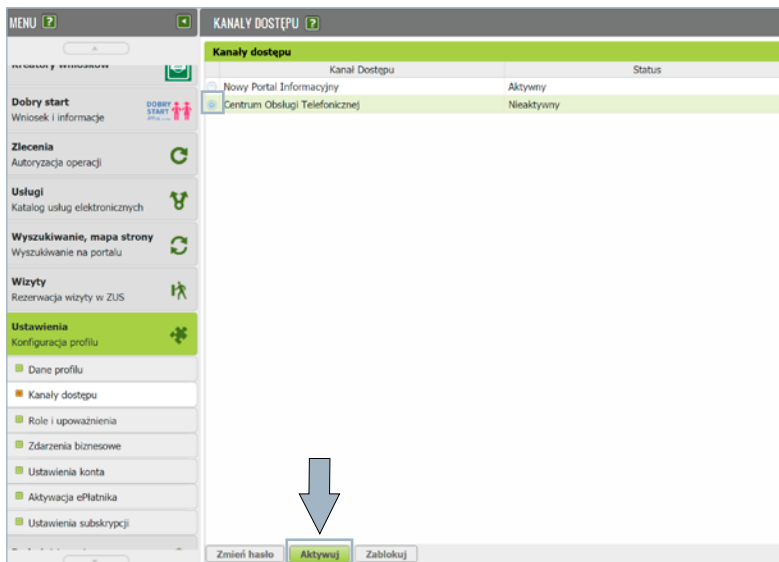 MENU ?
KANAŁY DOSTĘPU ?
Kreatory wniosków
Dobry start
Wniosek i informacje
DOBRY START
Zlecenia
Autoryzacja operacji
Usługi
Katalog usług elektronicznych
Wyszukiwanie, mapa strony
Wyszukiwanie na portalu
Wizyty
Rezerwacja wizyty w ZUS
Ustawienia
Konfiguracja profilu
Dane profilu
Kanały dostępu
Role i upoważnienia
Zdarzenia biznesowe
Ustawienia konta
Aktywacja ePłatnika
Ustawienia subskrypcji
Kanały dostępu
Kanał Dostępu Status
Nowy Portal Informacyjny Aktywny
Centrum Obsługi Telefonicznej Nieaktywny
Zmień hasło Aktywuj Zablokuj